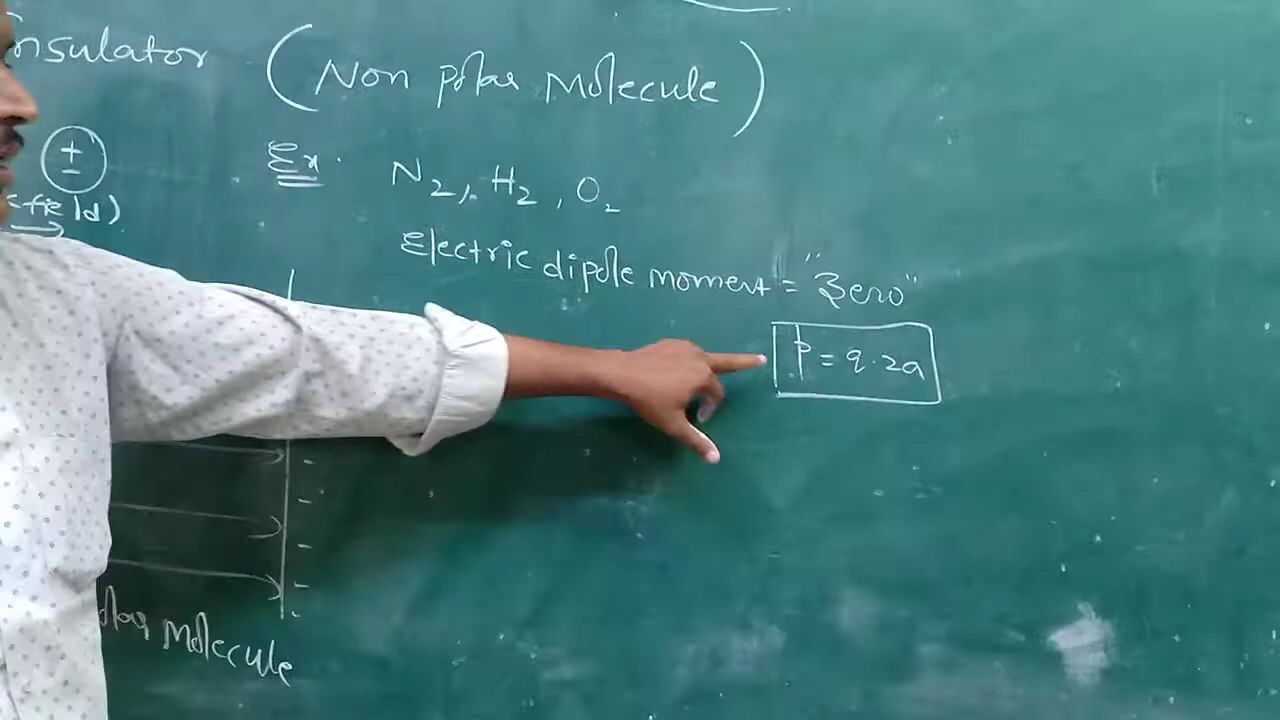 nsulator (Non polar Molecule)
±
field)
Ex. N2, H2, O2
Electric dipole moment = "Zero"
P = q.2a
olar Molecule